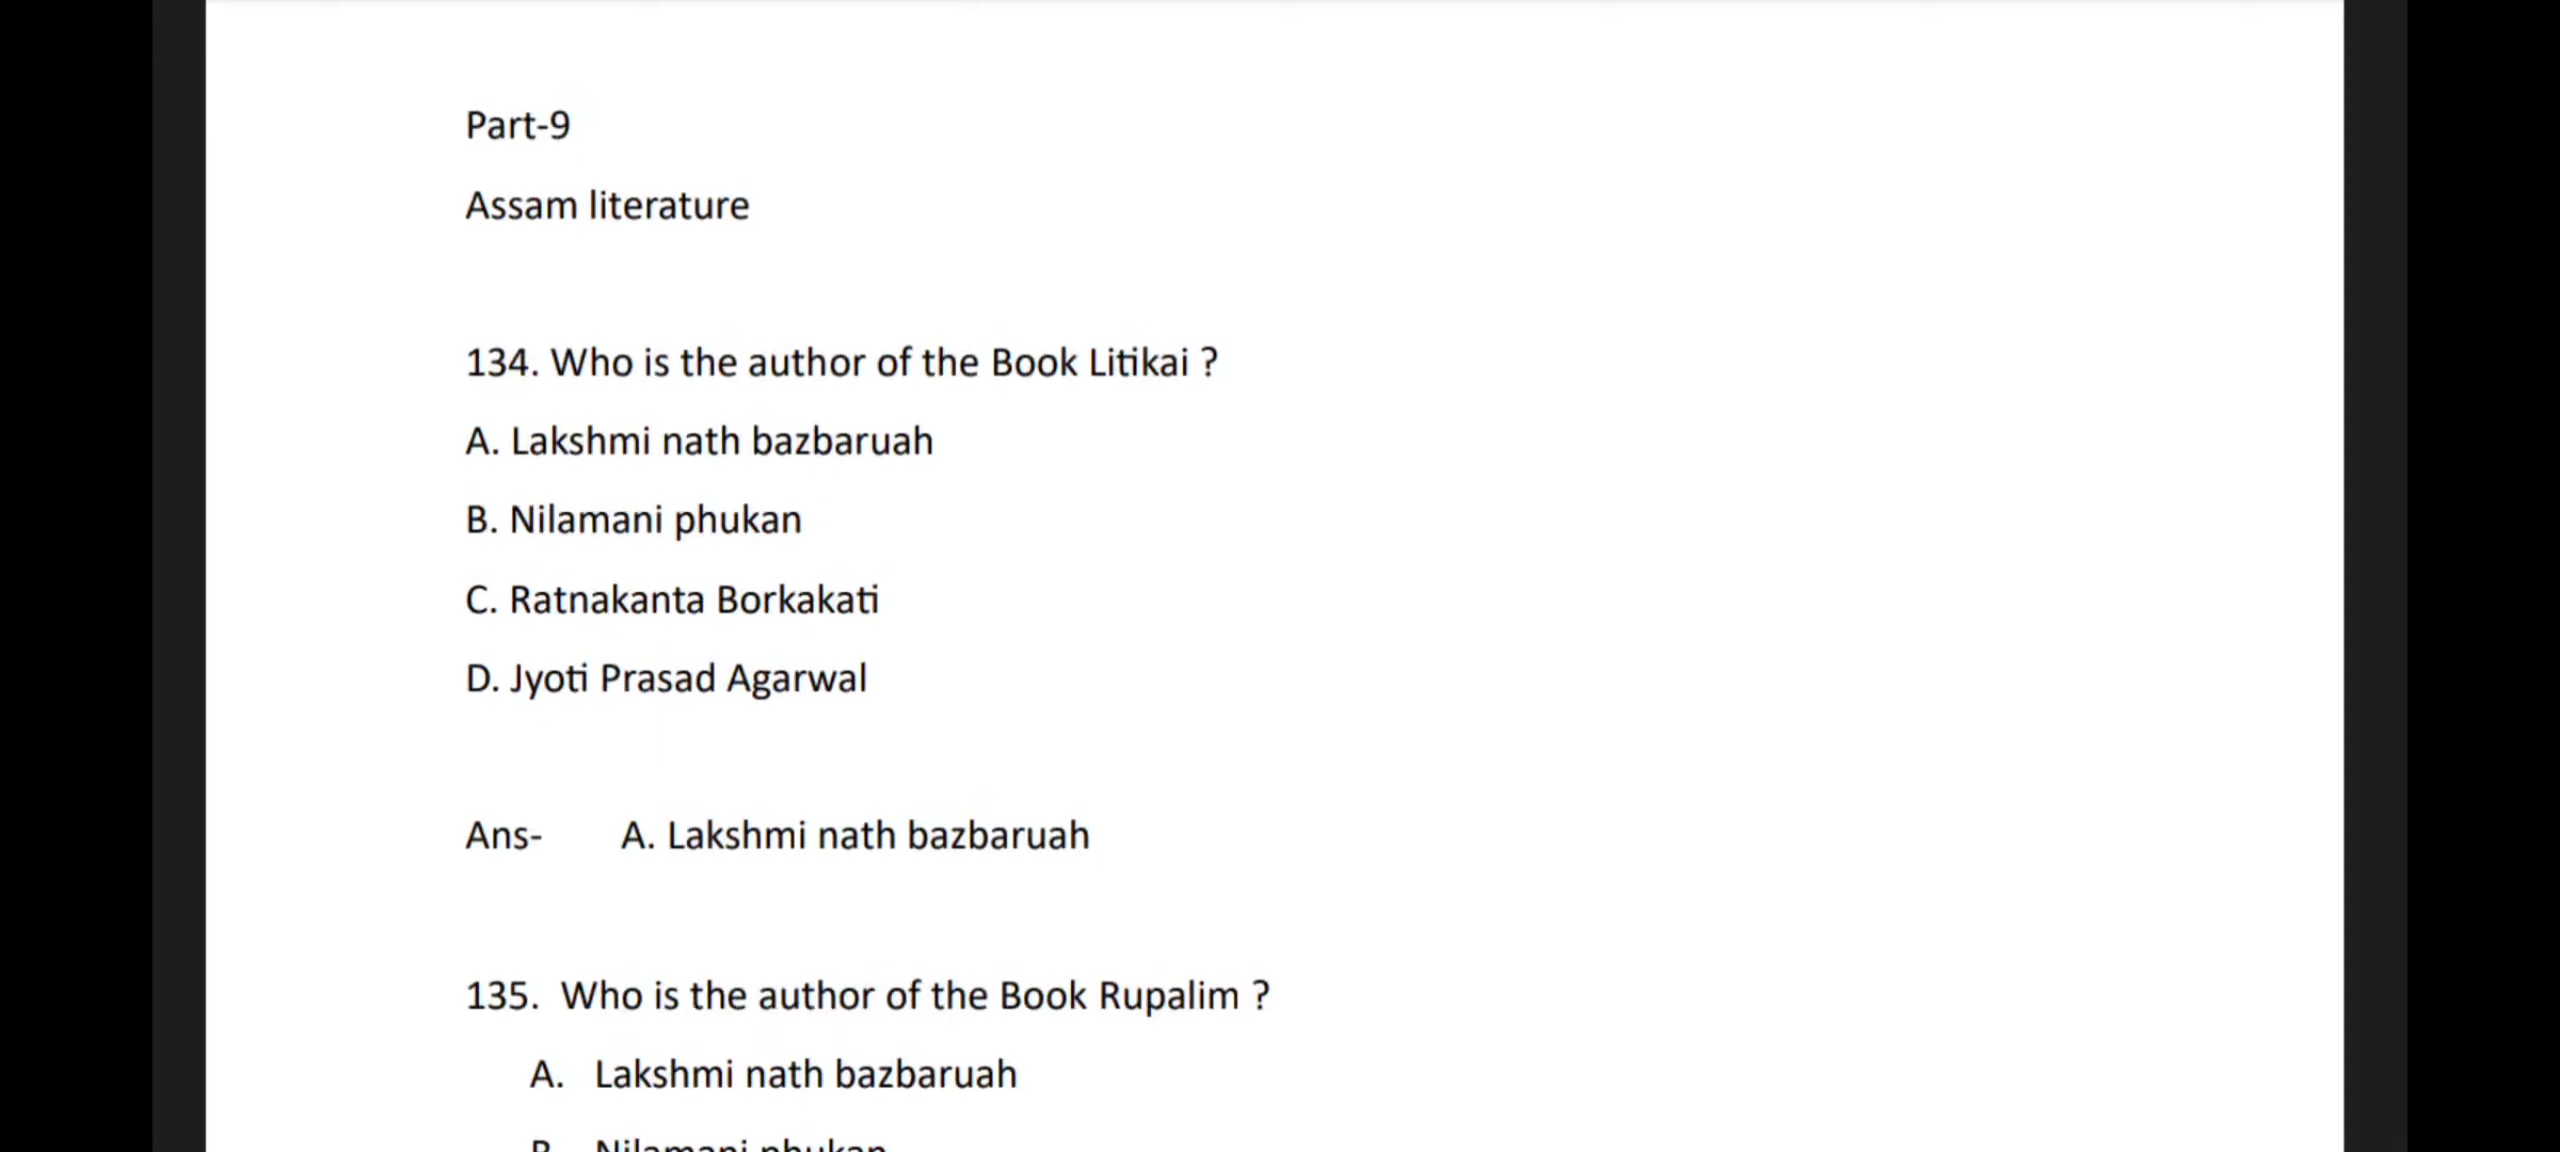 Part-9
Assam literature
134. Who is the author of the Book Litikai ?
A. Lakshmi nath bazbaruah
B. Nilamani phukan
C. Ratnakanta Borkakati
D. Jyoti Prasad Agarwal
Ans- A. Lakshmi nath bazbaruah
135. Who is the author of the Book Rupalim ?
A. Lakshmi nath bazbaruah
B. Nilamani phukan